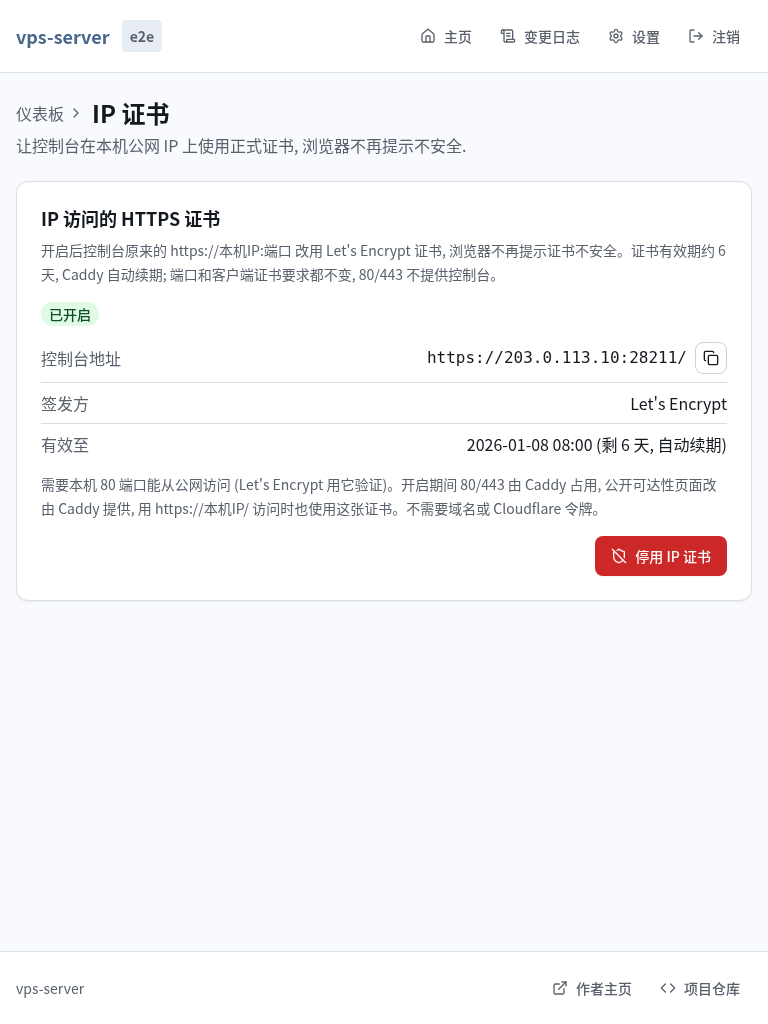 vps-server e2e 主页 变更日志 设置 注销
仪表板 IP 证书
让控制台在本机公网 IP 上使用正式证书, 浏览器不再提示不安全.
IP 访问的 HTTPS 证书
开启后控制台原来的 https://本机IP:端口 改用 Let's Encrypt 证书, 浏览器不再提示证书不安全。证书有效期约 6
天, Caddy 自动续期; 端口和客户端证书要求都不变, 80/443 不提供控制台。
已开启
控制台地址 https://203.0.113.10:28211/
签发方 Let's Encrypt
有效至 2026-01-08 08:00 (剩 6 天, 自动续期)
需要本机 80 端口能从公网访问 (Let's Encrypt 用它验证)。开启期间 80/443 由 Caddy 占用, 公开可达性页面改
由 Caddy 提供, 用 https://本机IP/ 访问时也使用这张证书。不需要域名或 Cloudflare 令牌。
停用 IP 证书
vps-server 作者主页 项目仓库